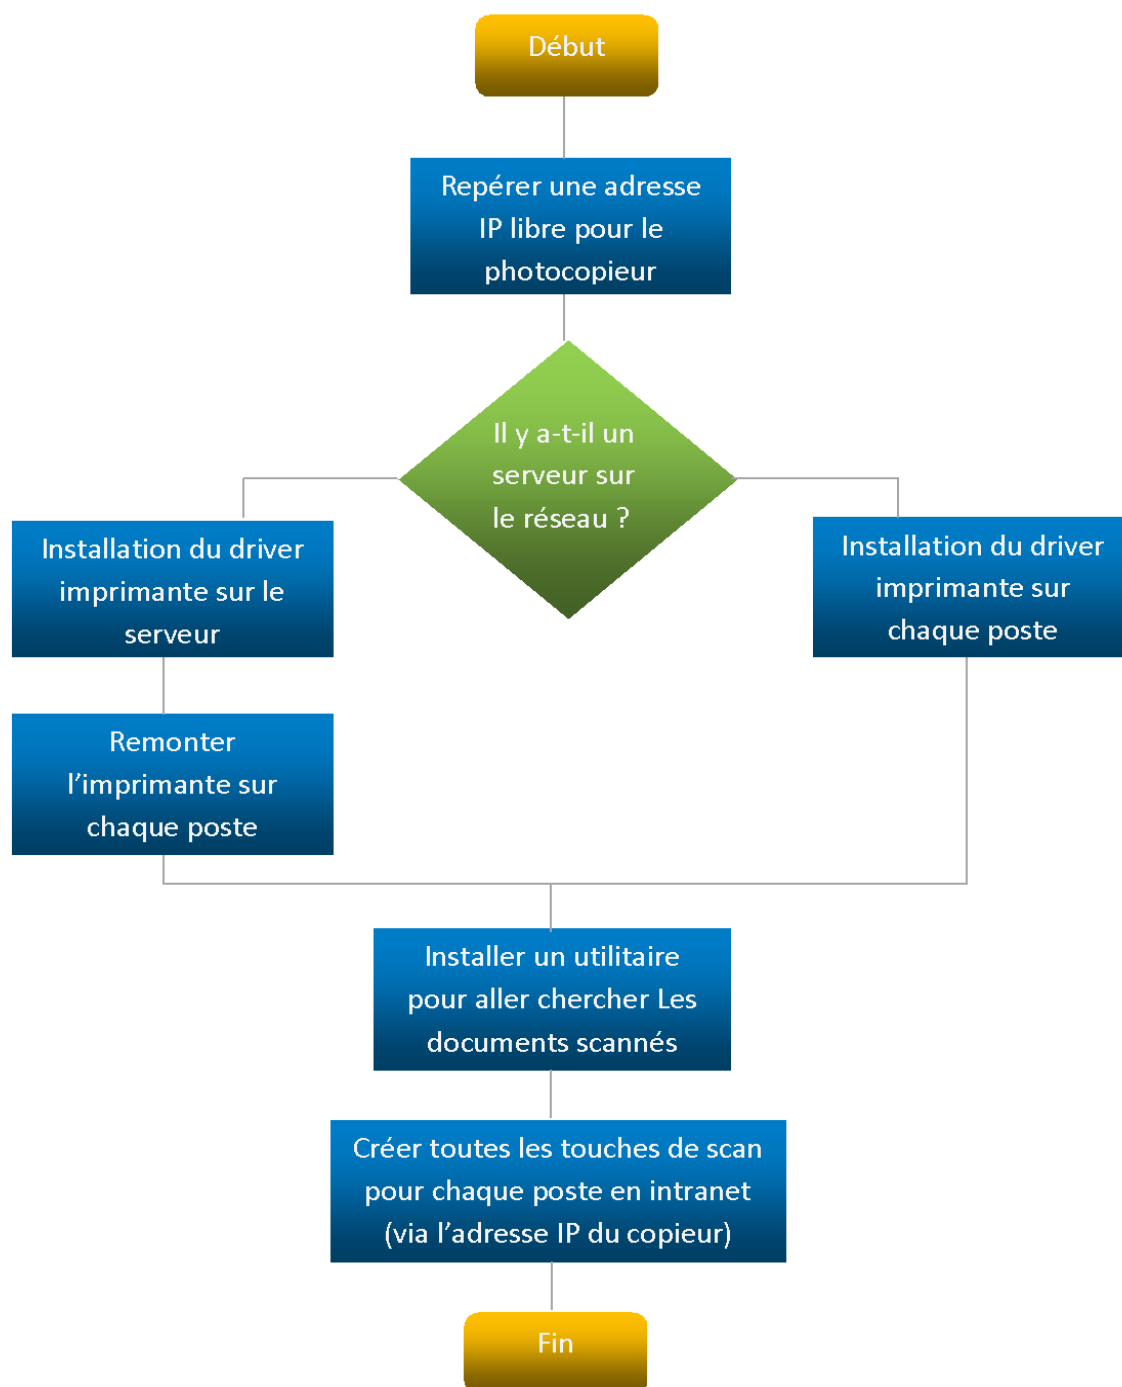 Début
Repérer une adresse
IP libre pour le
photocopieur
Il y a-t-il un
serveur sur
le réseau ?
Installation du driver
imprimante sur le
serveur
Installation du driver
imprimante sur
chaque poste
Remonter
l’imprimante sur
chaque poste
Installer un utilitaire
pour aller chercher Les
documents scannés
Créer toutes les touches de scan
pour chaque poste en intranet
(via l’adresse IP du copieur)
Fin